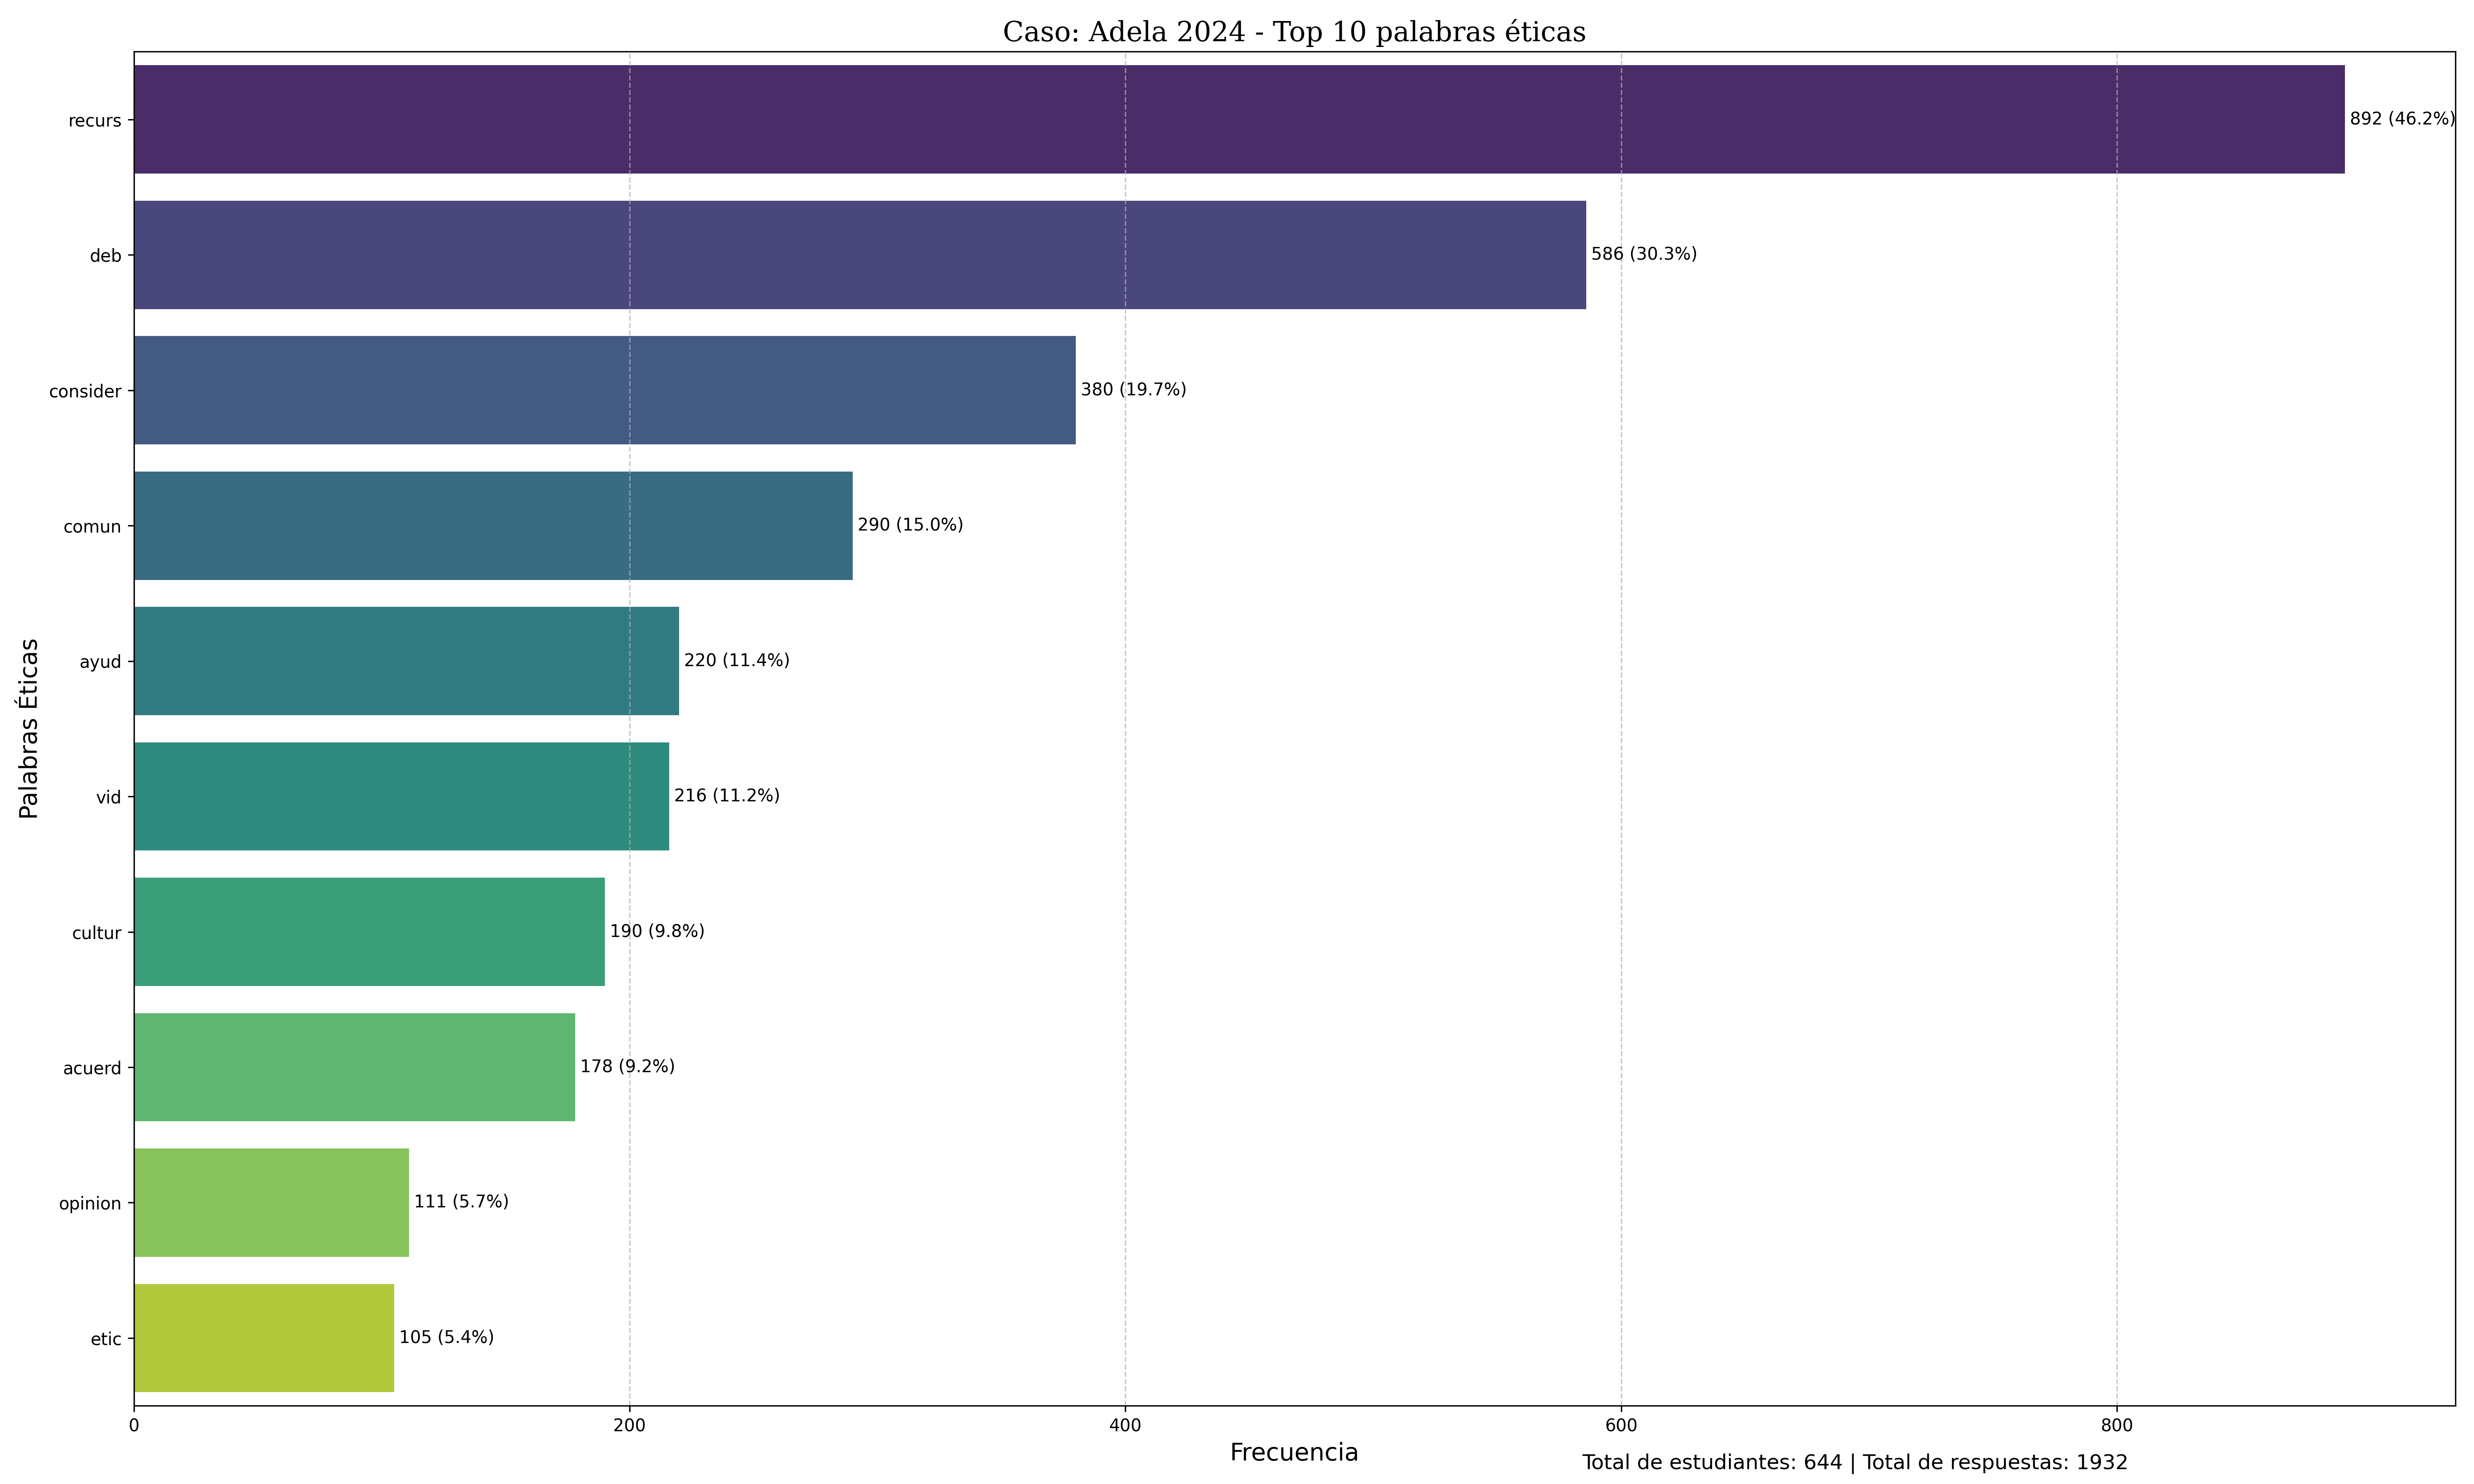 Caso: Adela 2024 - Top 10 palabras éticas
Palabras Éticas
recurs 892 (46.2%)
deb 586 (30.3%)
consider 380 (19.7%)
comun 290 (15.0%)
ayud 220 (11.4%)
vid 216 (11.2%)
cultur 190 (9.8%)
acuerd 178 (9.2%)
opinion 111 (5.7%)
etic 105 (5.4%)
0 200 400 600 800
Frecuencia
Total de estudiantes: 644 | Total de respuestas: 1932